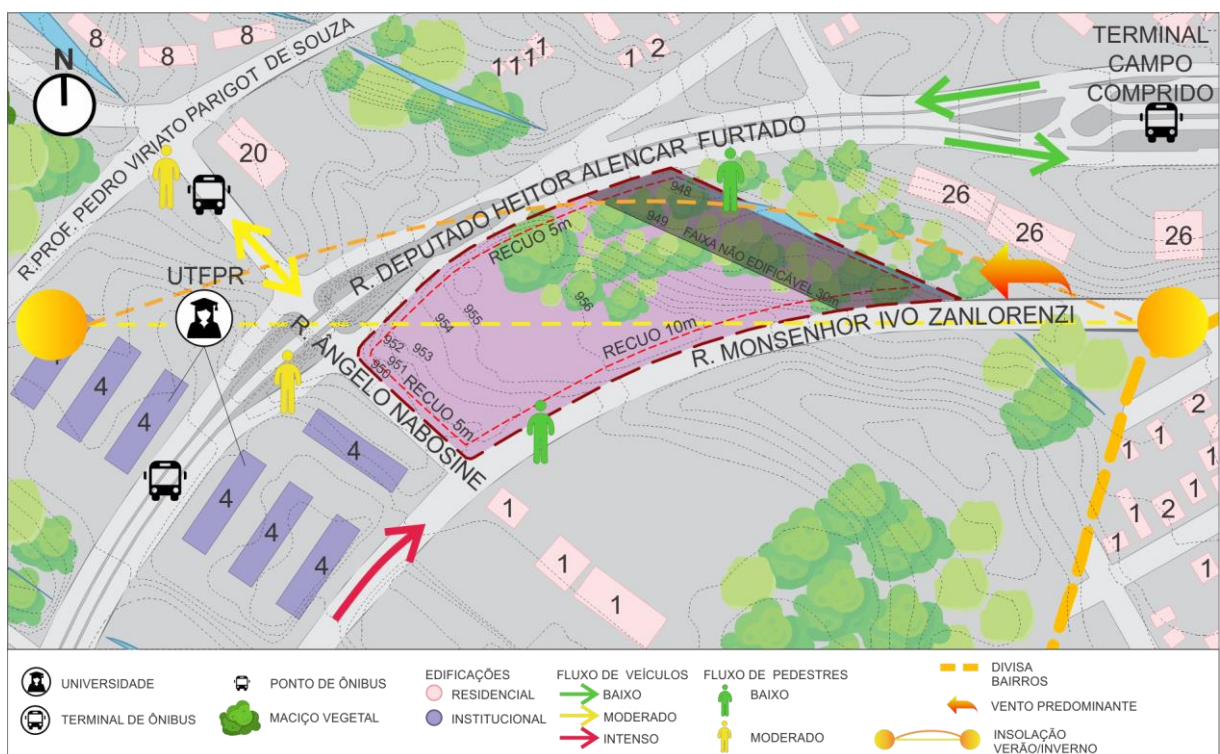 8
8
8
N
R.PROF. PEDRO VIRIATO PARIGOT DE SOUZA
20
1
1
1
1
1
2
TERMINAL
CAMPO
COMPRIDO
R. DEPUTADO HEITOR ALENCAR FURTADO
26
26
26
948
949
FAIXA NÃO EDIFICÁVEL 30m
RECUO 5m
UTFPR
R. ÂNGELO NABOSINE
954
955
956
952
953
951
950
RECUO 5m
RECUO 10m
R. MONSENHOR IVO ZANLORENZI
4
4
4
4
4
4
4
4
1
1
1
2
1
1
1
1
2
1
1
1
UNIVERSIDADE
TERMINAL DE ÔNIBUS
PONTO DE ÔNIBUS
MACIÇO VEGETAL
EDIFICAÇÕES
RESIDENCIAL
INSTITUCIONAL
FLUXO DE VEÍCULOS
BAIXO
MODERADO
INTENSO
FLUXO DE PEDESTRES
BAIXO
MODERADO
DIVISA
BAIRROS
VENTO PREDOMINANTE
INSOLAÇÃO
VERÃO/INVERNO